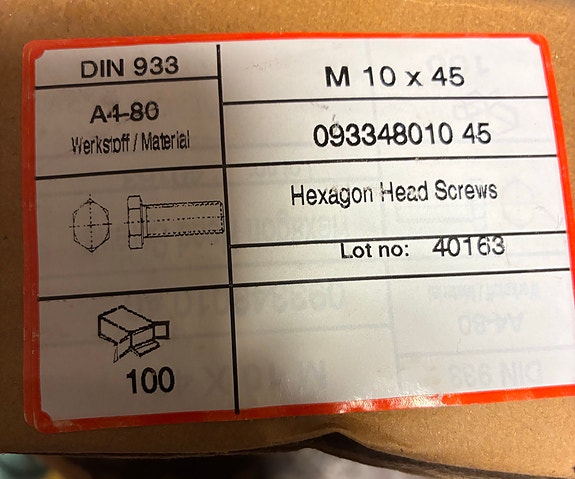 DIN 933
M 10 x 45
A4-80
Werkstoff / Material
093348010 45
Hexagon Head Screws
Lot no: 40163
100